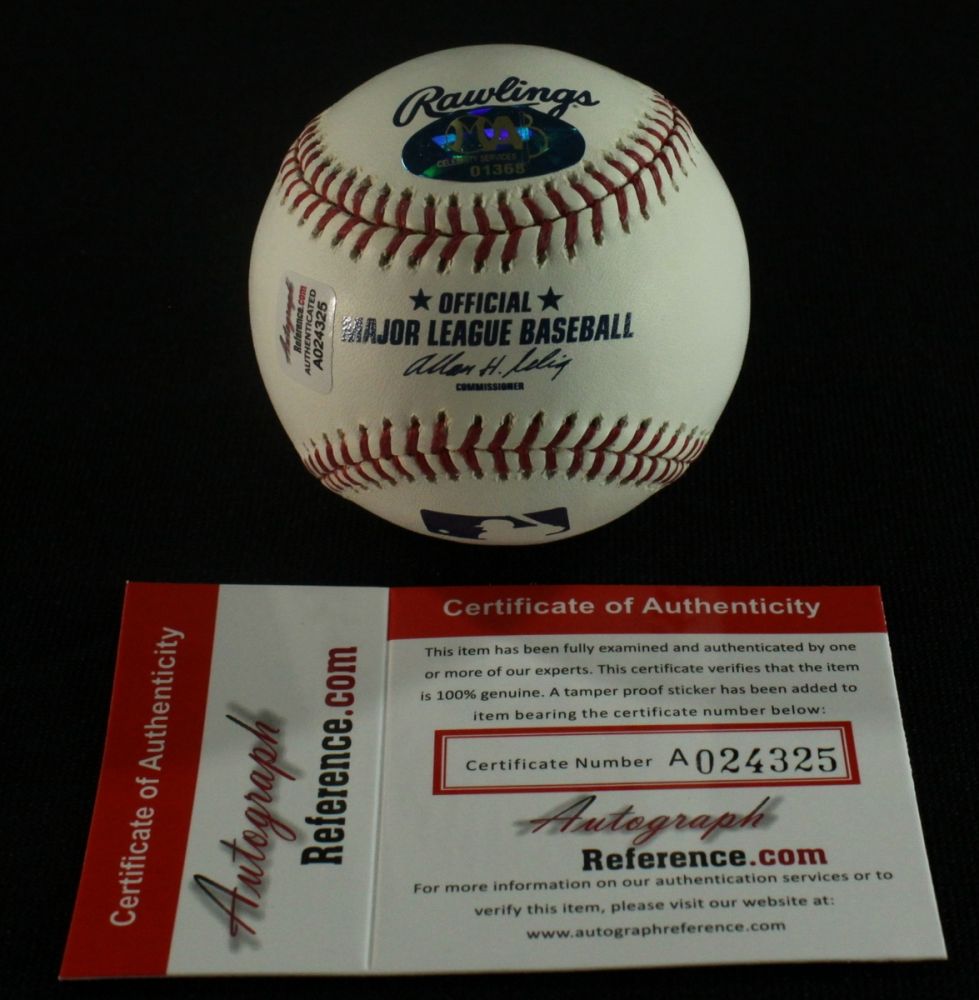 Rawlings
MAB
CELEBRITY SERVICES
01368
Autograph
Reference.com
AUTHENTICATED
A024325
★ OFFICIAL ★
MAJOR LEAGUE BASEBALL
Allan H. Selig
COMMISSIONER
Certificate of Authenticity
Autograph
Reference.com
Certificate of Authenticity
This item has been fully examined and authenticated by one
or more of our experts. This certificate verifies that the item
is 100% genuine. A tamper proof sticker has been added to
item bearing the certificate number below:
Certificate Number A024325
Autograph
Reference.com
For more information on our authentication services or to
verify this item, please visit our website at:
www.autographreference.com